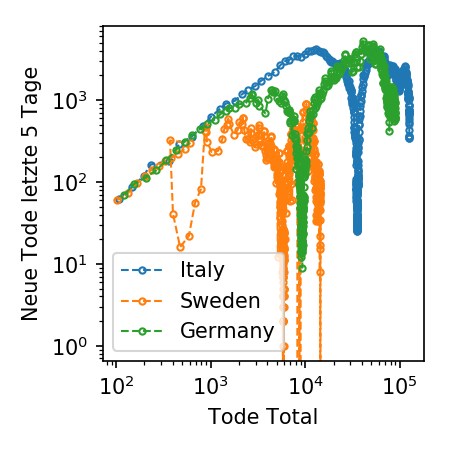 Neue Tode letzte 5 Tage
10³
10²
10¹
10⁰
Italy
Sweden
Germany
10² 10³ 10⁴ 10⁵
Tode Total